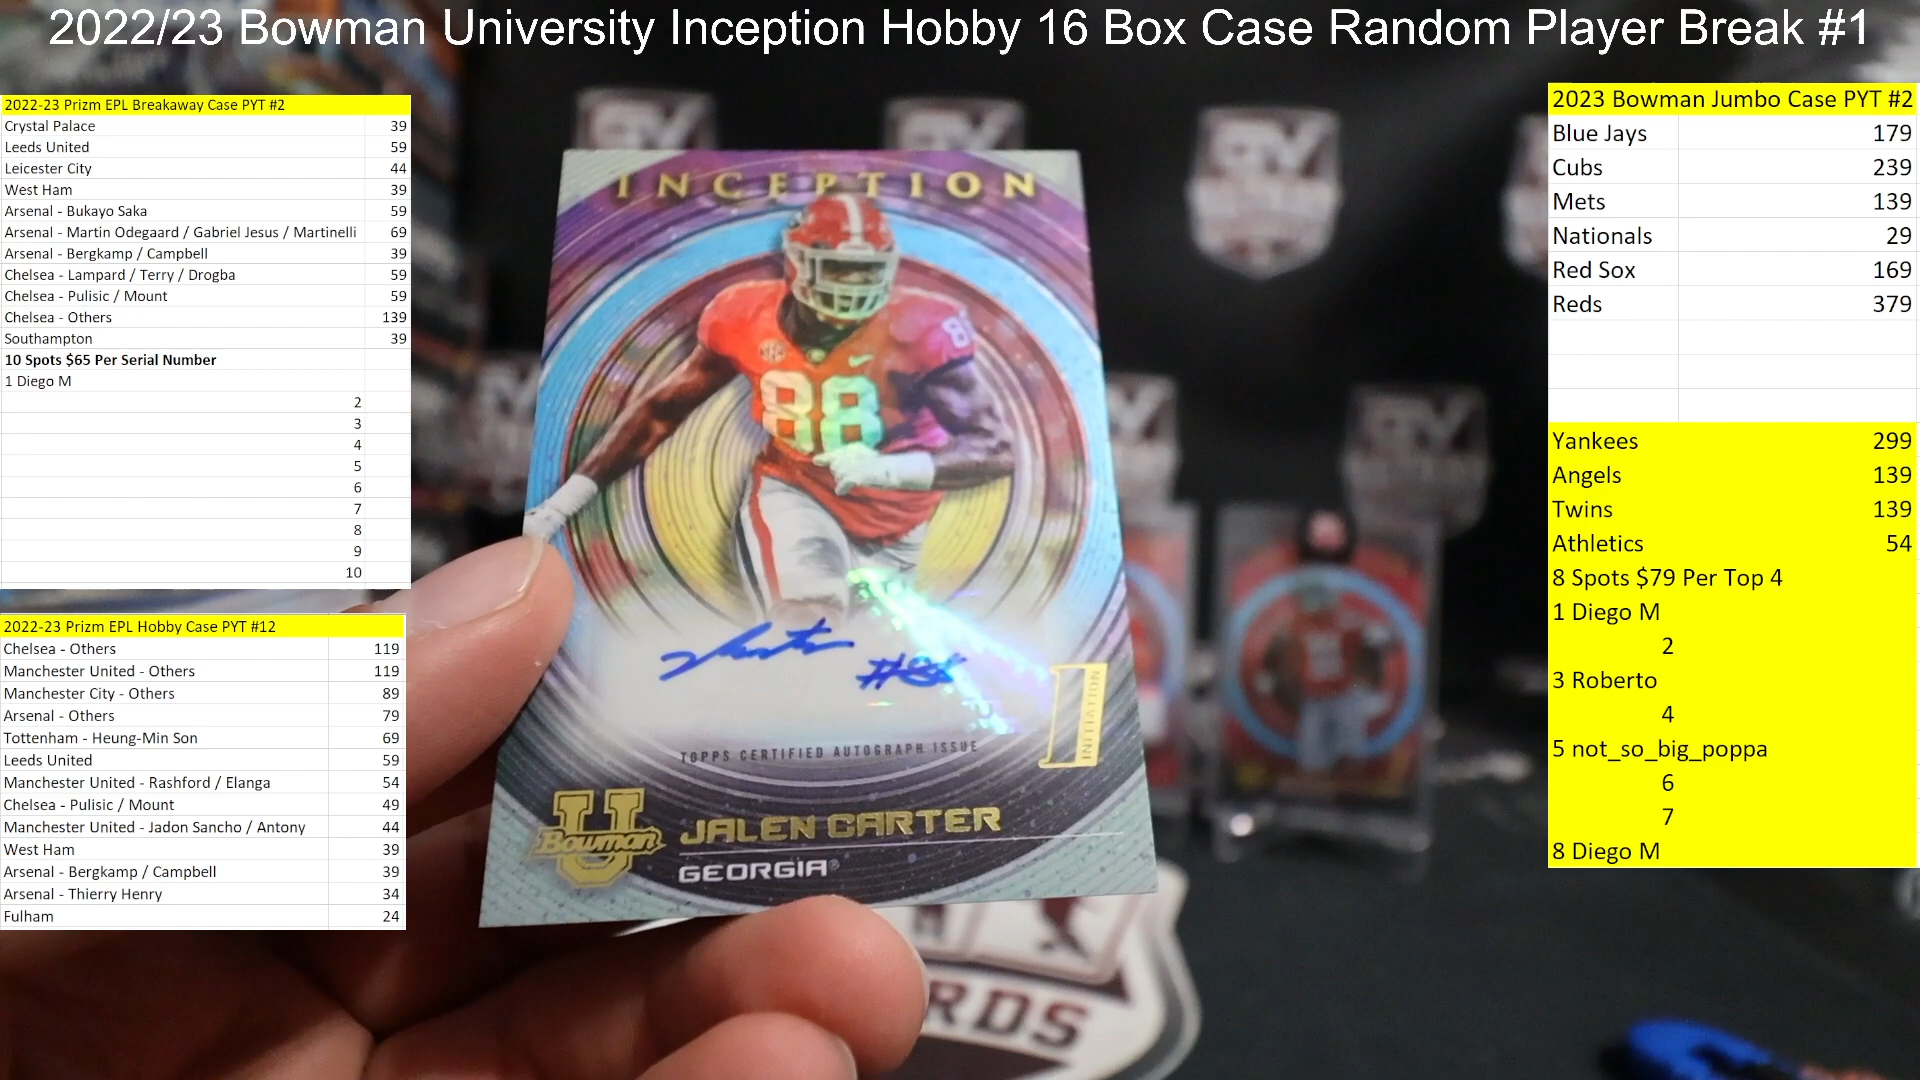 2022/23 Bowman University Inception Hobby 16 Box Case Random Player Break #1
2022-23 Prizm EPL Breakaway Case PYT #2
Crystal Palace 39
Leeds United 59
Leicester City 44
West Ham 39
Arsenal - Bukayo Saka 59
Arsenal - Martin Odegaard / Gabriel Jesus / Martinelli 69
Arsenal - Bergkamp / Campbell 39
Chelsea - Lampard / Terry / Drogba 59
Chelsea - Pulisic / Mount 59
Chelsea - Others 139
Southampton 39
10 Spots $65 Per Serial Number
1 Diego M
2
3
4
5
6
7
8
9
10
2022-23 Prizm EPL Hobby Case PYT #12
Chelsea - Others 119
Manchester United - Others 119
Manchester City - Others 89
Arsenal - Others 79
Tottenham - Heung-Min Son 69
Leeds United 59
Manchester United - Rashford / Elanga 54
Chelsea - Pulisic / Mount 49
Manchester United - Jadon Sancho / Antony 44
West Ham 39
Arsenal - Bergkamp / Campbell 39
Arsenal - Thierry Henry 34
Fulham 24
INCEPTION
88
#88
TOPPS CERTIFIED AUTOGRAPH ISSUE
INITIATION
U
Bowman
JALEN CARTER
GEORGIA®
RDS
2023 Bowman Jumbo Case PYT #2
Blue Jays 179
Cubs 239
Mets 139
Nationals 29
Red Sox 169
Reds 379
Yankees 299
Angels 139
Twins 139
Athletics 54
8 Spots $79 Per Top 4
1 Diego M
2
3 Roberto
4
5 not_so_big_poppa
6
7
8 Diego M